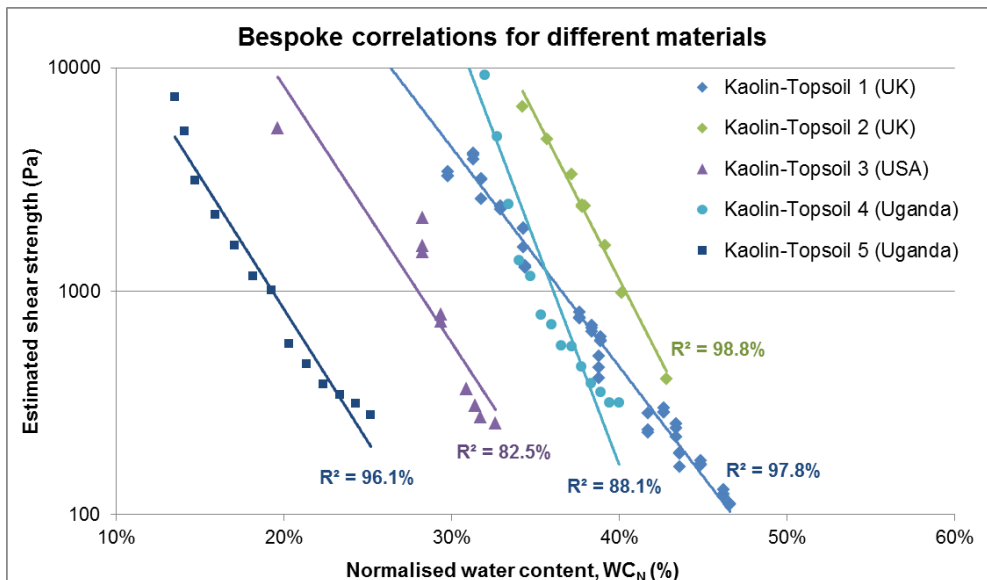 Bespoke correlations for different materials
10000
1000
100
Estimated shear strength (Pa)
Kaolin-Topsoil 1 (UK)
Kaolin-Topsoil 2 (UK)
Kaolin-Topsoil 3 (USA)
Kaolin-Topsoil 4 (Uganda)
Kaolin-Topsoil 5 (Uganda)
R² = 98.8%
R² = 82.5%
R² = 96.1%
R² = 88.1%
R² = 97.8%
10% 20% 30% 40% 50% 60%
Normalised water content, WC_N (%)